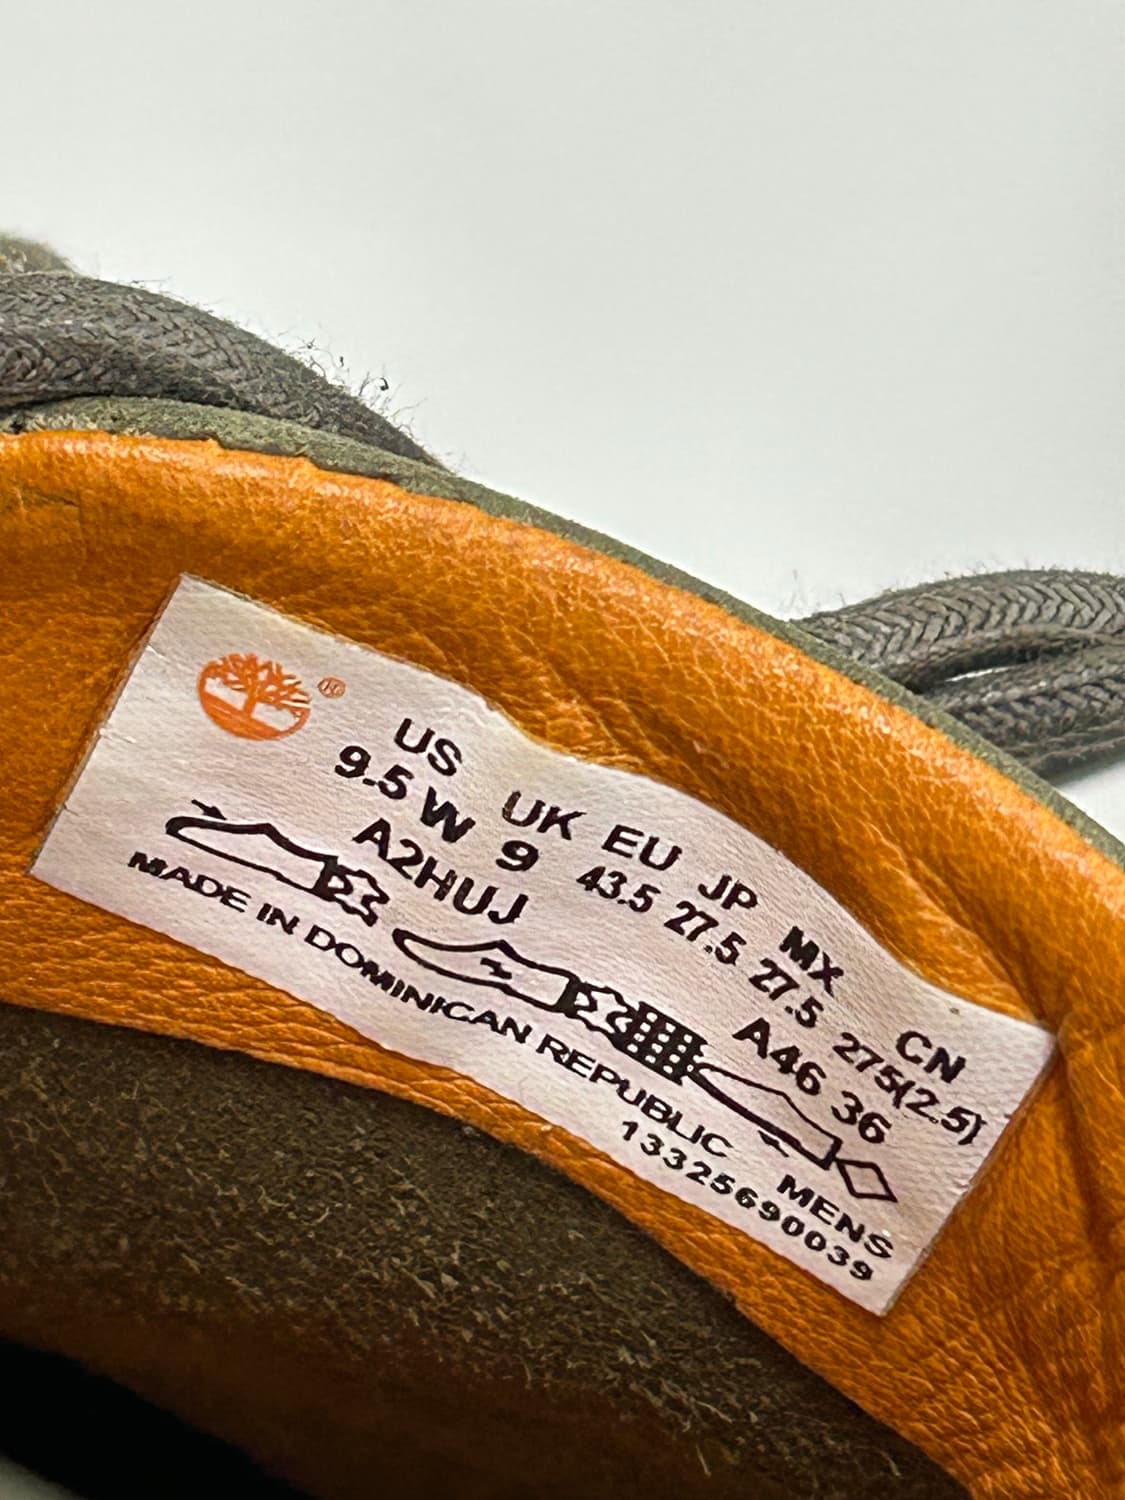 ®
US UK EU JP MX CN
9.5 W 9 43.5 27.5 27.5 275(2.5)
A2HUJ A46 36
MADE IN DOMINICAN REPUBLIC MENS
13325690039